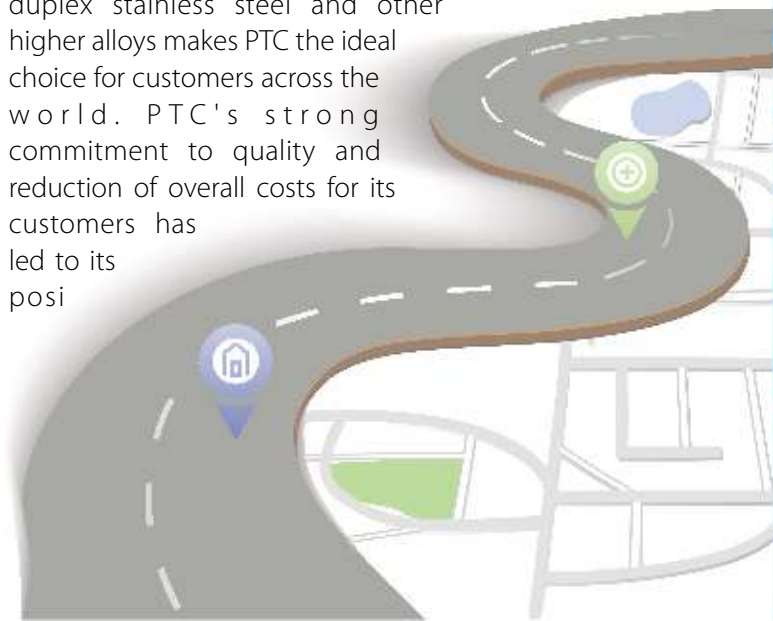 duplex stainless steel and other
higher alloys makes PTC the ideal
choice for customers across the
world. PTC's strong
commitment to quality and
reduction of overall costs for its
customers has
led to its
posi